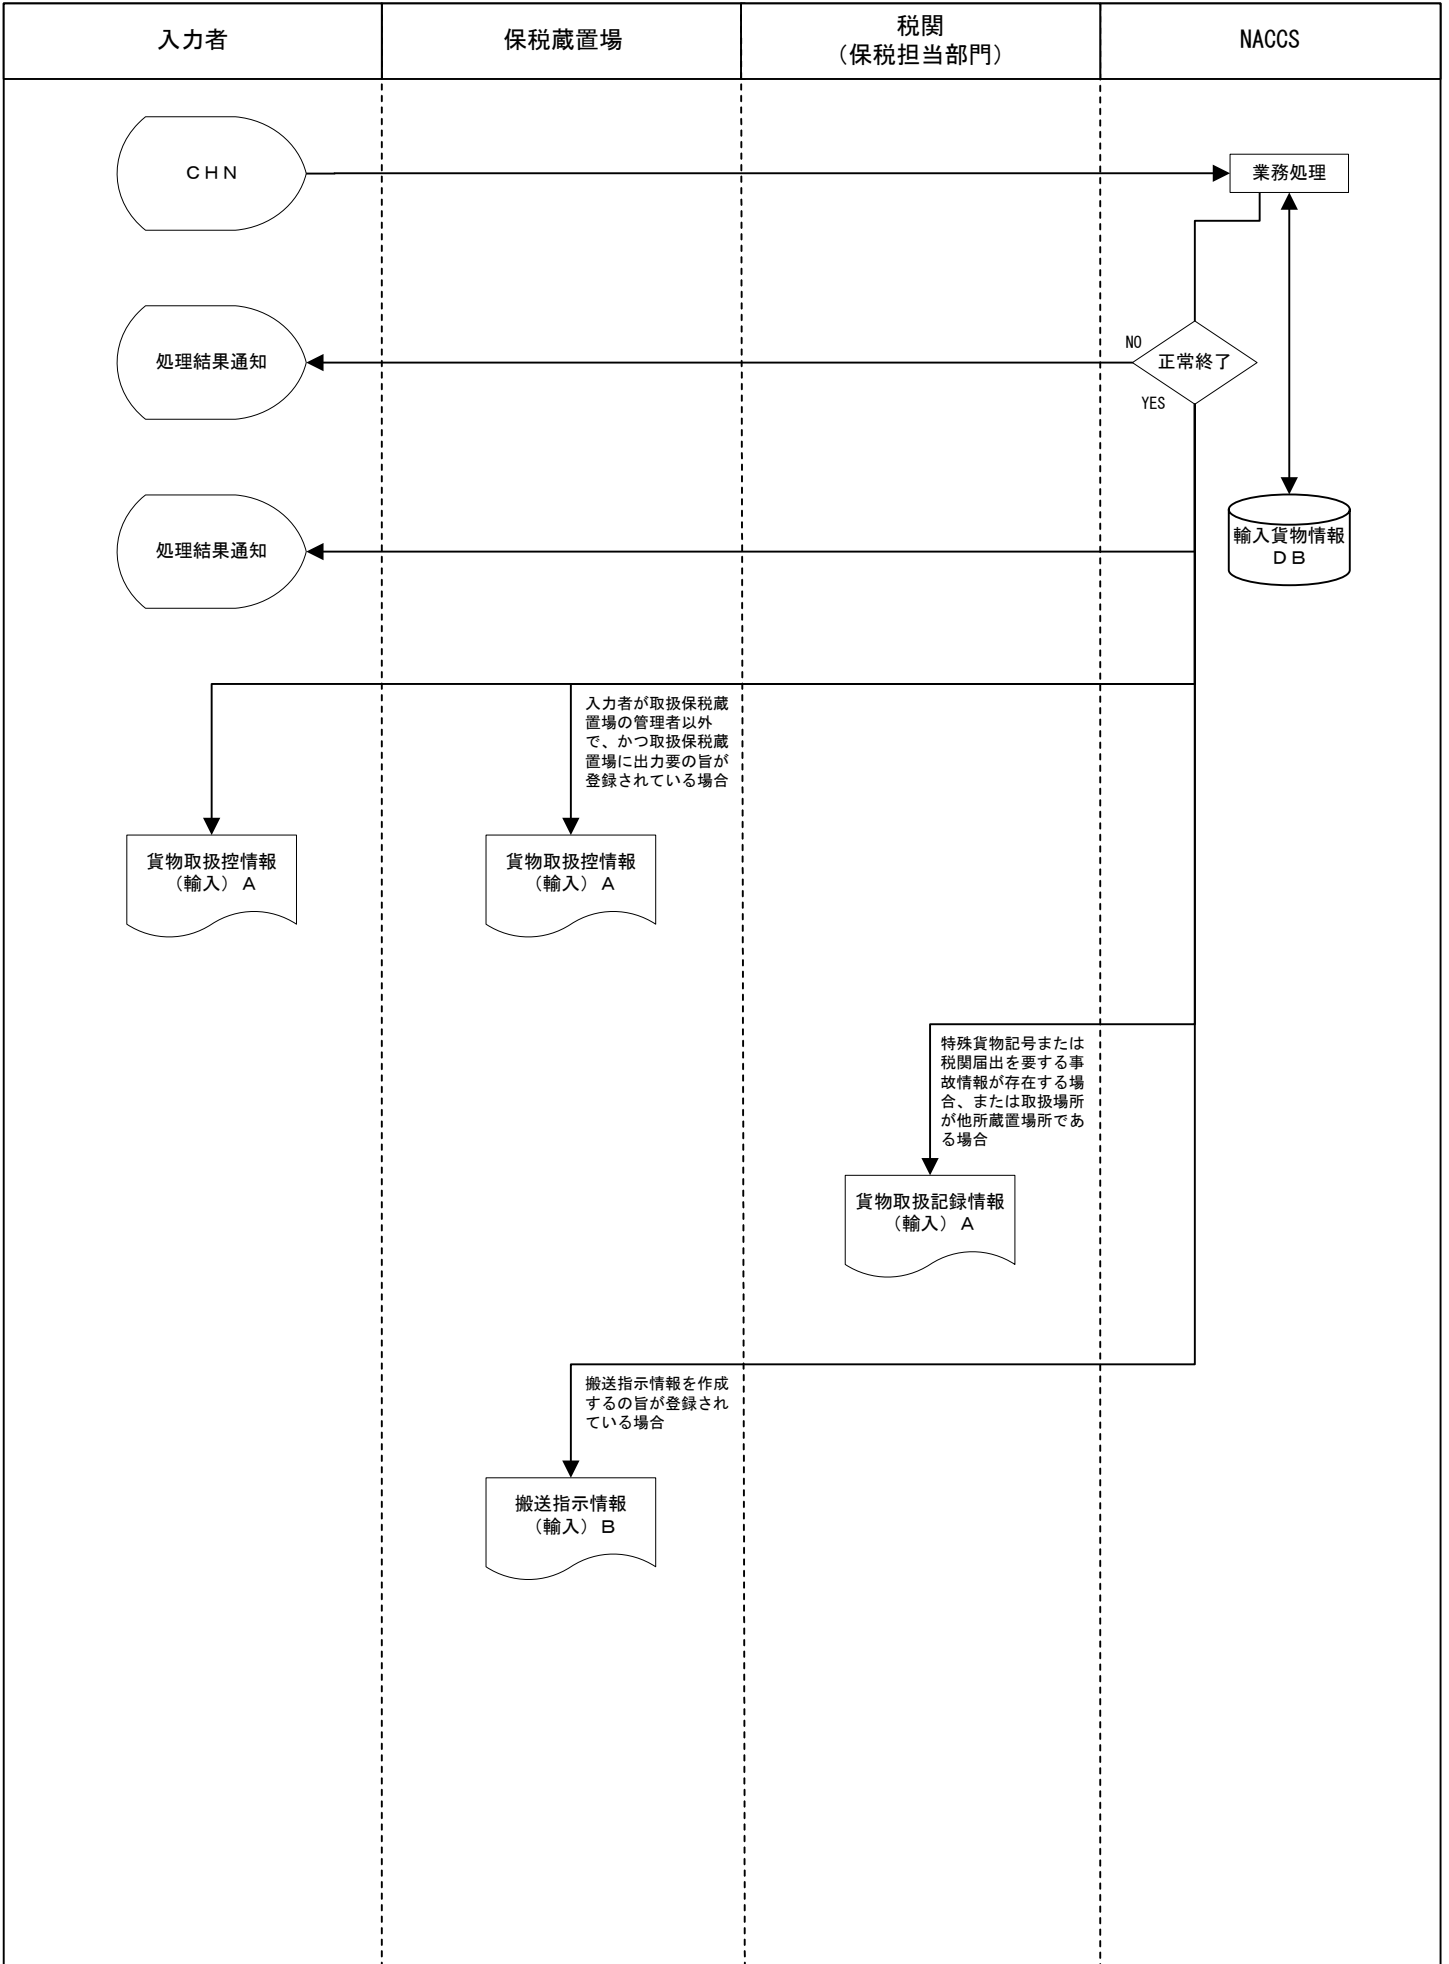 入力者
保税蔵置場
税関
（保税担当部門）
NACCS
ＣＨＮ
業務処理
処理結果通知
NO
正常終了
YES
処理結果通知
輸入貨物情報
ＤＢ
入力者が取扱保税蔵
置場の管理者以外
で、かつ取扱保税蔵
置場に出力要の旨が
登録されている場合
貨物取扱控情報
（輸入）Ａ
貨物取扱控情報
（輸入）Ａ
特殊貨物記号または
税関届出を要する事
故情報が存在する場
合、または取扱場所
が他所蔵置場所であ
る場合
貨物取扱記録情報
（輸入）Ａ
搬送指示情報を作成
するの旨が登録され
ている場合
搬送指示情報
（輸入）Ｂ